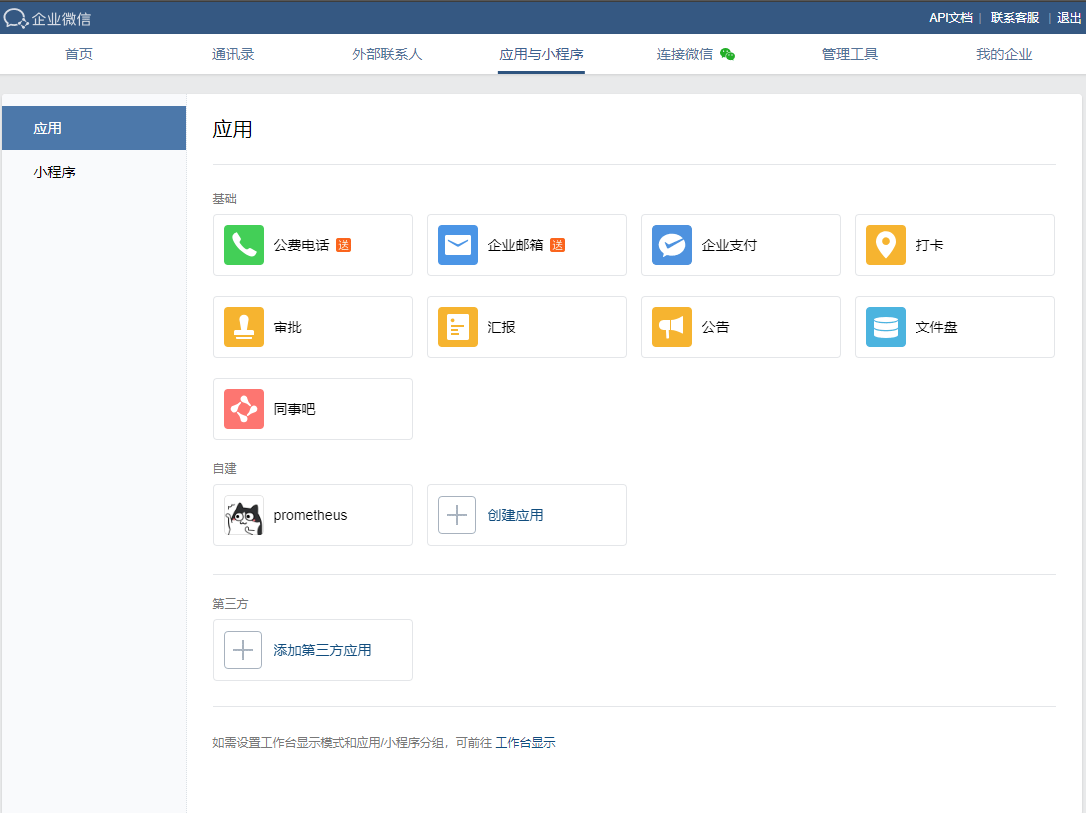 企业微信
API文档 | 联系客服 | 退出
首页 通讯录 外部联系人 应用与小程序 连接微信 管理工具 我的企业
应用
小程序
应用
基础
公费电话 送 企业邮箱 送 企业支付 打卡
审批 汇报 公告 文件盘
同事吧
自建
prometheus 创建应用
第三方
添加第三方应用
如需设置工作台显示模式和应用/小程序分组，可前往 工作台显示